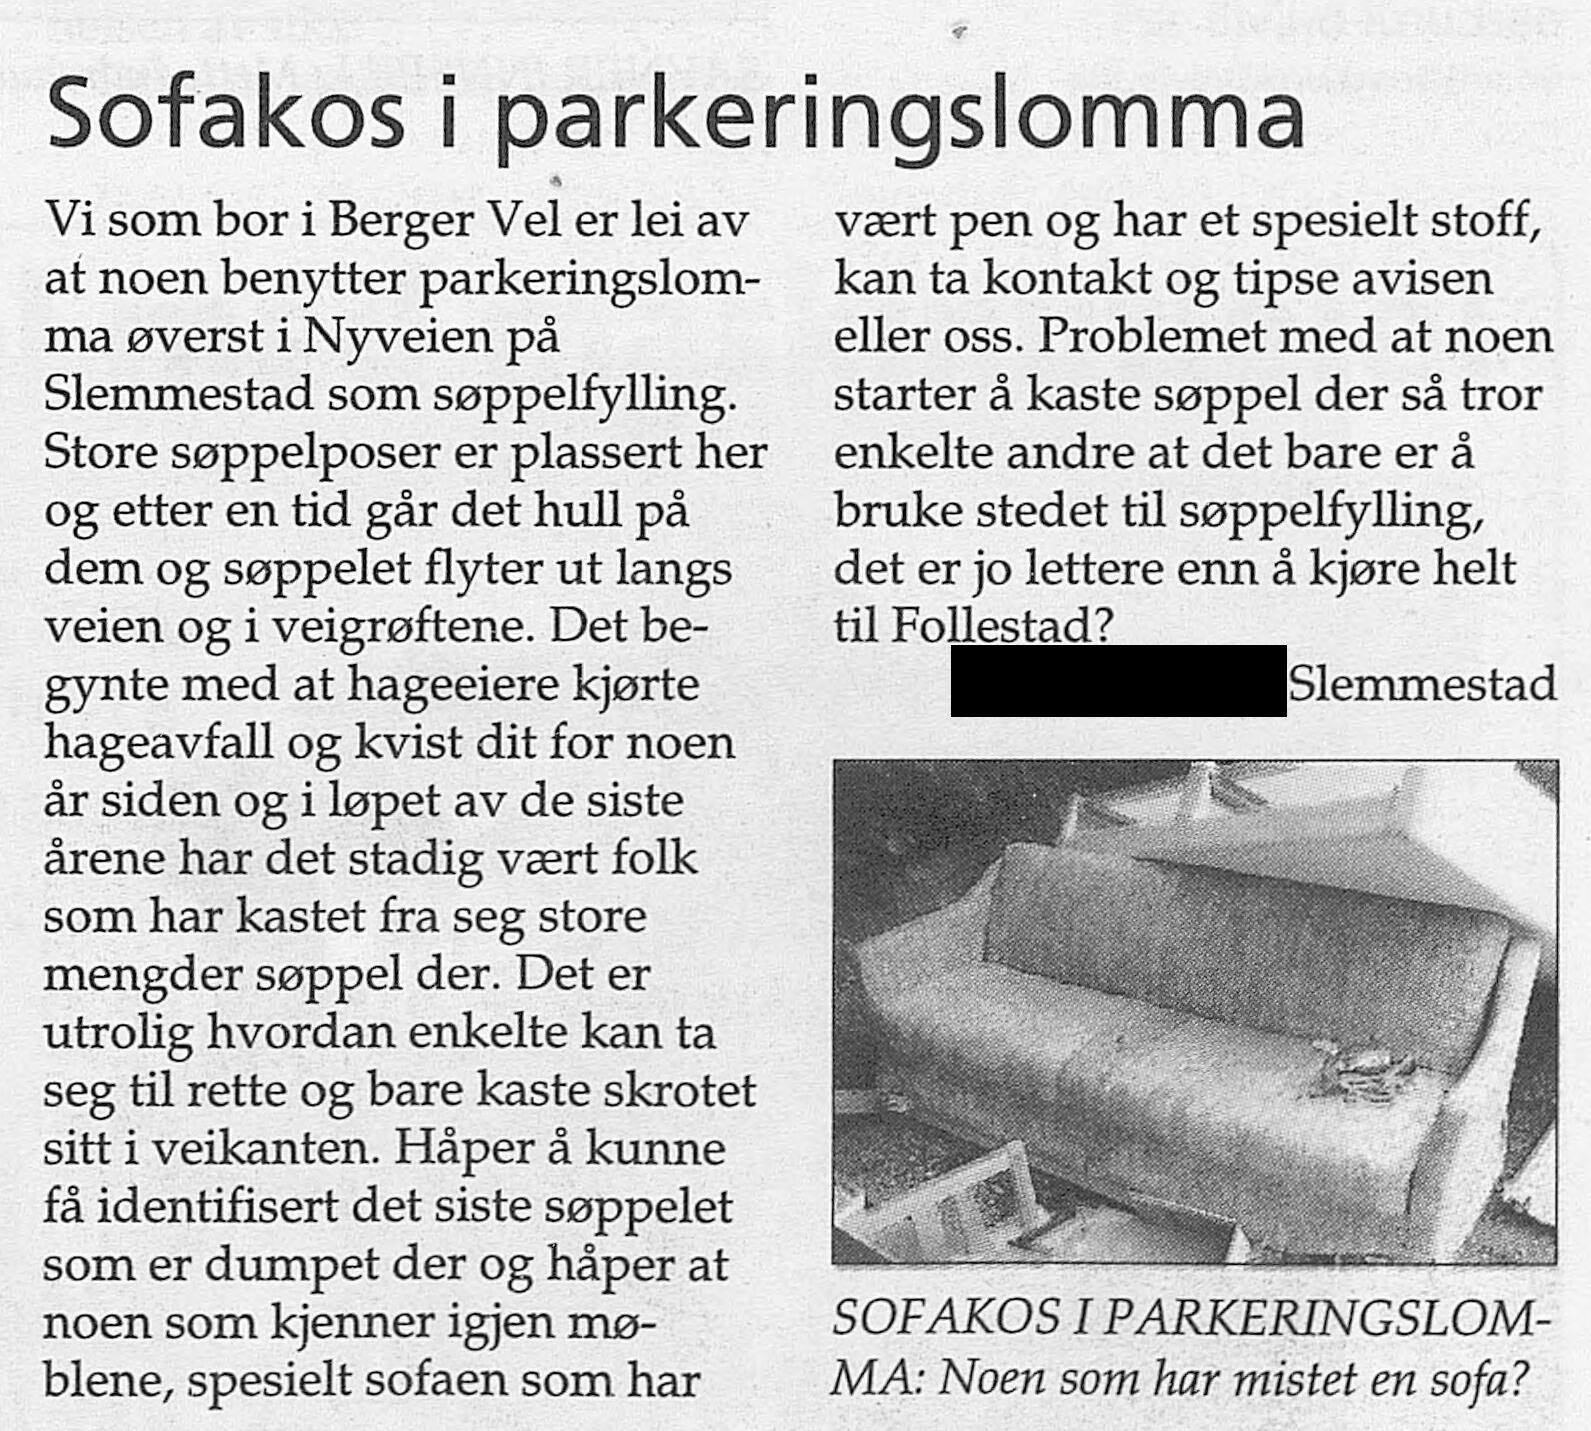 Sofakos i parkeringslomma
Vi som bor i Berger Vel er lei av
at noen benytter parkeringslom-
ma øverst i Nyveien på
Slemmestad som søppelfylling.
Store søppelposer er plassert her
og etter en tid går det hull på
dem og søppelet flyter ut langs
veien og i veigrøftene. Det be-
gynte med at hageeiere kjørte
hageavfall og kvist dit for noen
år siden og i løpet av de siste
årene har det stadig vært folk
som har kastet fra seg store
mengder søppel der. Det er
utrolig hvordan enkelte kan ta
seg til rette og bare kaste skrotet
sitt i veikanten. Håper å kunne
få identifisert det siste søppelet
som er dumpet der og håper at
noen som kjenner igjen mø-
blene, spesielt sofaen som har
vært pen og har et spesielt stoff,
kan ta kontakt og tipse avisen
eller oss. Problemet med at noen
starter å kaste søppel der så tror
enkelte andre at det bare er å
bruke stedet til søppelfylling,
det er jo lettere enn å kjøre helt
til Follestad?
Slemmestad
SOFAKOS I PARKERINGSLOM-
MA: Noen som har mistet en sofa?